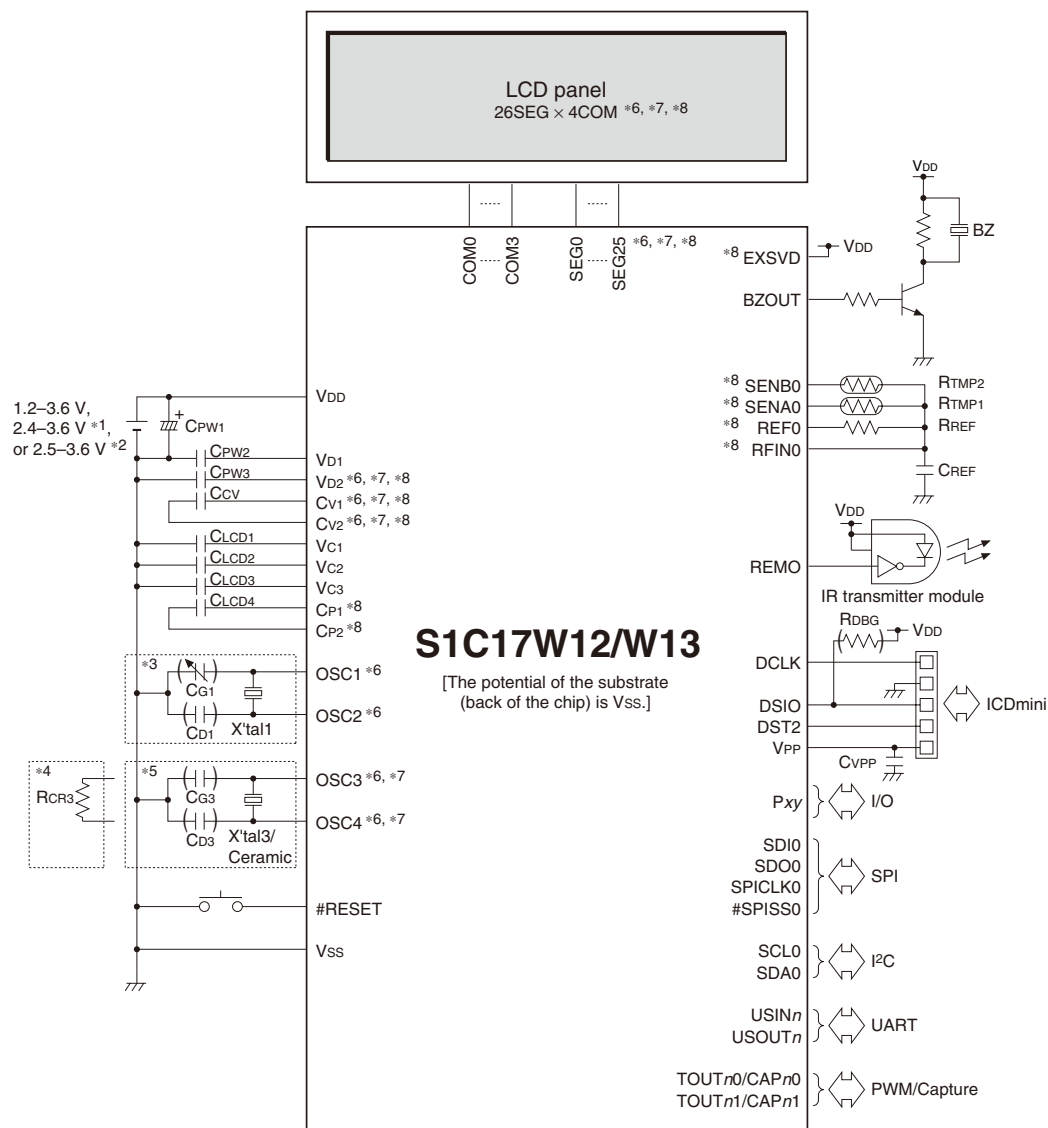 LCD panel
26SEG × 4COM *6, *7, *8
COM0
COM3
SEG0
SEG25
*6, *7, *8
*8 EXSVD
VDD
VDD
BZ
BZOUT
1.2–3.6 V,
2.4–3.6 V *1,
or 2.5–3.6 V *2
+
CPW1
VDD
CPW2
VD1
CPW3
VD2 *6, *7, *8
CCV
CV1 *6, *7, *8
CV2 *6, *7, *8
CLCD1
VC1
CLCD2
VC2
CLCD3
VC3
CLCD4
CP1 *8
CP2 *8
*8 SENB0
RTMP2
*8 SENA0
RTMP1
*8 REF0
RREF
*8 RFIN0
CREF
VDD
REMO
IR transmitter module
S1C17W12/W13
[The potential of the substrate
(back of the chip) is VSS.]
RDBG
VDD
DCLK
DSIO
DST2
VPP
CVPP
ICDmini
*3
CG1
CD1
X'tal1
OSC1 *6
OSC2 *6
*4
RCR3
*5
CG3
CD3
X'tal3/
Ceramic
OSC3 *6, *7
OSC4 *6, *7
#RESET
VSS
Pxy
I/O
SDI0
SDO0
SPICLK0
#SPISS0
SPI
SCL0
SDA0
I2C
USINn
USOUTn
UART
TOUTn0/CAPn0
TOUTn1/CAPn1
PWM/Capture